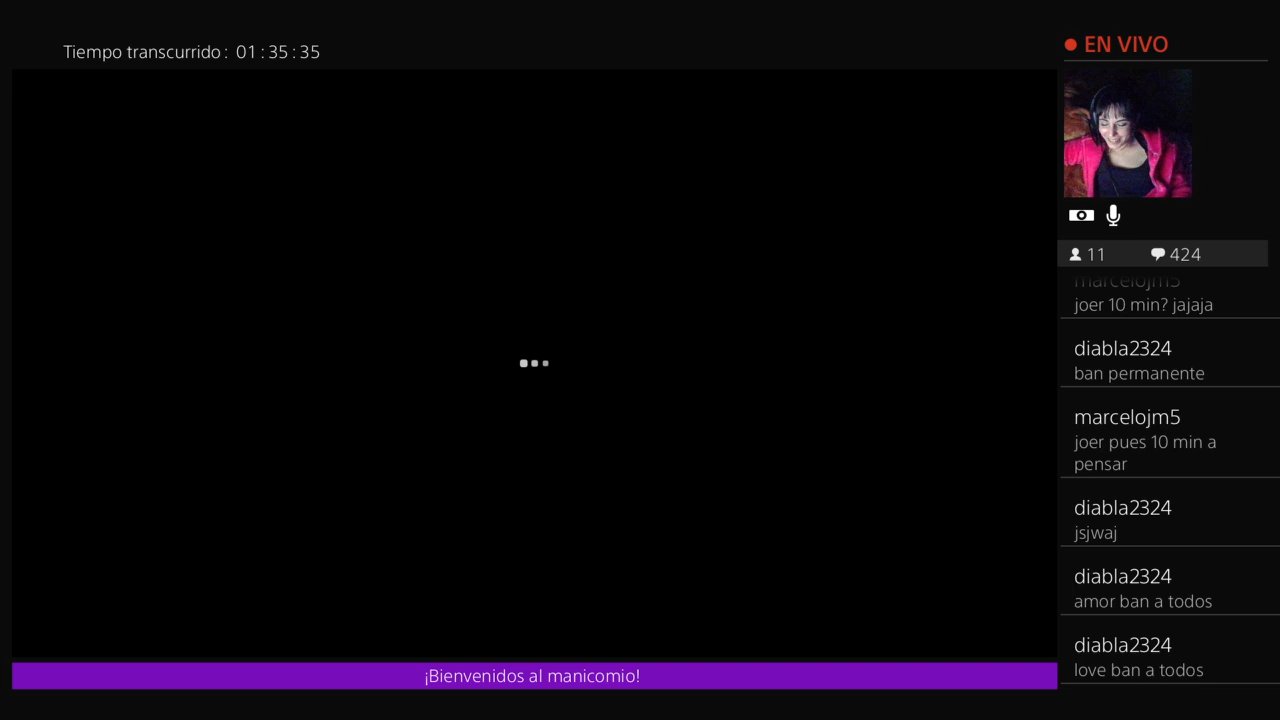 Tiempo transcurrido : 01 : 35 : 35
EN VIVO
11
424
marcelojm5
joer 10 min? jajaja
diabla2324
ban permanente
marcelojm5
joer pues 10 min a
pensar
diabla2324
jsjwaj
diabla2324
amor ban a todos
diabla2324
love ban a todos
¡Bienvenidos al manicomio!